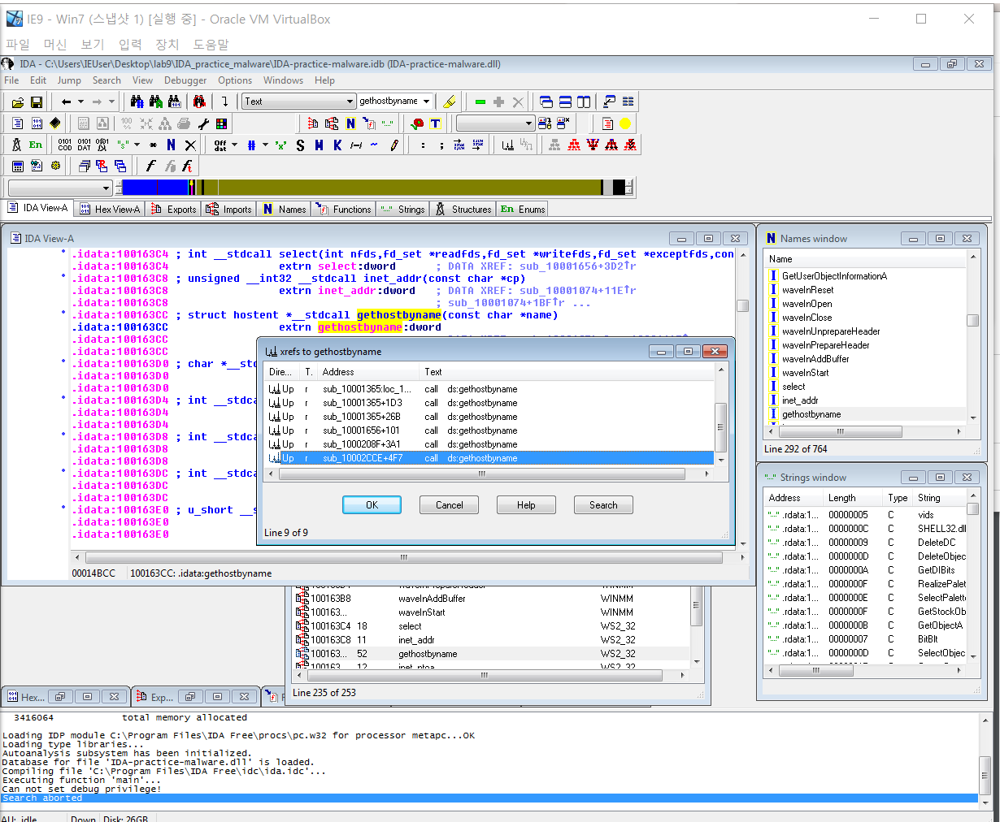 IE9 - Win7 (스냅샷 1) [실행 중] - Oracle VM VirtualBox
파일 머신 보기 입력 장치 도움말
IDA - C:\Users\IEUser\Desktop\lab9\IDA_practice_malware\IDA-practice-malware.idb (IDA-practice-malware.dll)
File Edit Jump Search View Debugger Options Windows Help
Text gethostbyname
En
Off dat
IDA View-A Hex View-A Exports Imports Names Functions Strings Structures En Enums
IDA View-A
.idata:100163C4 ; int __stdcall select(int nfds,fd_set *readfds,fd_set *writefds,fd_set *exceptfds,con
.idata:100163C4 extrn select:dword ; DATA XREF: sub_10001656+3D2↑r
.idata:100163C8 ; unsigned __int32 __stdcall inet_addr(const char *cp)
.idata:100163C8 extrn inet_addr:dword ; DATA XREF: sub_10001074+11E↑r
.idata:100163C8 ; sub_10001074+1BF↑r ...
.idata:100163CC ; struct hostent *__stdcall gethostbyname(const char *name)
.idata:100163CC extrn gethostbyname:dword
.idata:100163CC
.idata:100163CC
.idata:100163D0 ; char *__std
.idata:100163D0
.idata:100163D0
.idata:100163D4 ; int __stdca
.idata:100163D4
.idata:100163D4
.idata:100163D8 ; int __stdca
.idata:100163D8
.idata:100163D8
.idata:100163DC ; int __stdca
.idata:100163DC
.idata:100163DC
.idata:100163E0 ; u_short __s
.idata:100163E0
.idata:100163E0
00014BCC 100163CC: .idata:gethostbyname
xrefs to gethostbyname
Dire... T. Address Text
Up r sub_10001365:loc_1... call ds:gethostbyname
Up r sub_10001365+1D3 call ds:gethostbyname
Up r sub_10001365+26B call ds:gethostbyname
Up r sub_10001656+101 call ds:gethostbyname
Up r sub_1000208F+3A1 call ds:gethostbyname
Up r sub_10002CCE+4F7 call ds:gethostbyname
OK Cancel Help Search
Line 9 of 9
Names window
Name
GetUserObjectInformationA
waveInReset
waveInOpen
waveInClose
waveInUnprepareHeader
waveInPrepareHeader
waveInAddBuffer
waveInStart
select
inet_addr
gethostbyname
Line 292 of 764
Strings window
Address Length Type String
.rdata:1... 00000005 C vids
.rdata:1... 0000000C C SHELL32.dll
.rdata:1... 00000009 C DeleteDC
.rdata:1... 0000000D C DeleteObjec
.rdata:1... 0000000A C GetDIBits
.rdata:1... 0000000F C RealizePalet
.rdata:1... 0000000E C SelectPalett
.rdata:1... 0000000F C GetStockOb
.rdata:1... 0000000B C GetObjectA
.rdata:1... 00000007 C BitBlt
.rdata:1... 0000000D C SelectObjec
100163B8 waveInAddBuffer WINMM
100163... waveInStart WINMM
100163C4 18 select WS2_32
100163C8 11 inet_addr WS2_32
100163... 52 gethostbyname WS2_32
100163... 12 inet_ntoa WS2_32
Line 235 of 253
Hex... Exp...
3416064 total memory allocated
Loading IDP module C:\Program Files\IDA Free\procs\pc.w32 for processor metapc...OK
Loading type libraries...
Autoanalysis subsystem has been initialized.
Database for file 'IDA-practice-malware.dll' is loaded.
Compiling file 'C:\Program Files\IDA Free\idc\ida.idc'...
Executing function 'main'...
Can not set debug privilege!
Search aborted
AU: idle Down Disk: 26GB